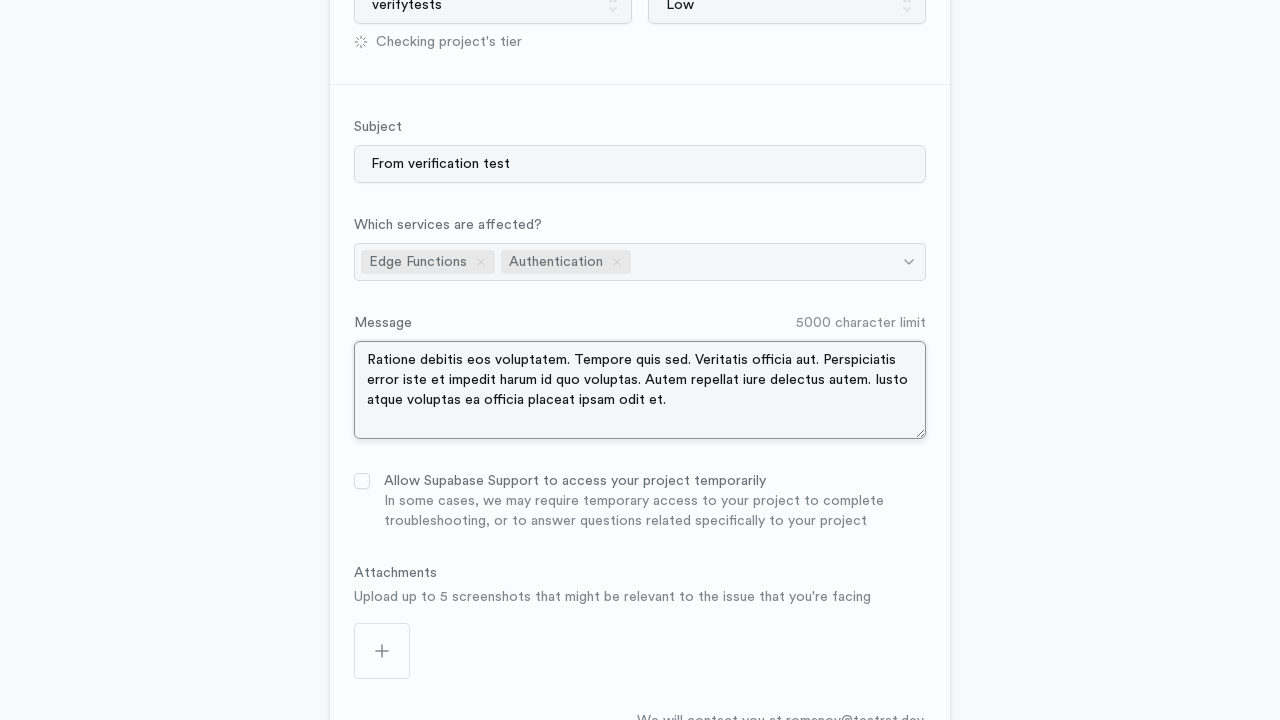 verifytests
Low
Checking project's tier
Subject
From verification test
Which services are affected?
Edge Functions
Authentication
Message
5000 character limit
Ratione debitis eos voluptatem. Tempore quis sed. Veritatis officia aut. Perspiciatis
error iste et impedit harum id quo voluptas. Autem repellat iure delectus autem. Iusto
atque voluptas ea officia placeat ipsam odit et.
Allow Supabase Support to access your project temporarily
In some cases, we may require temporary access to your project to complete
troubleshooting, or to answer questions related specifically to your project
Attachments
Upload up to 5 screenshots that might be relevant to the issue that you're facing
We will contact you at